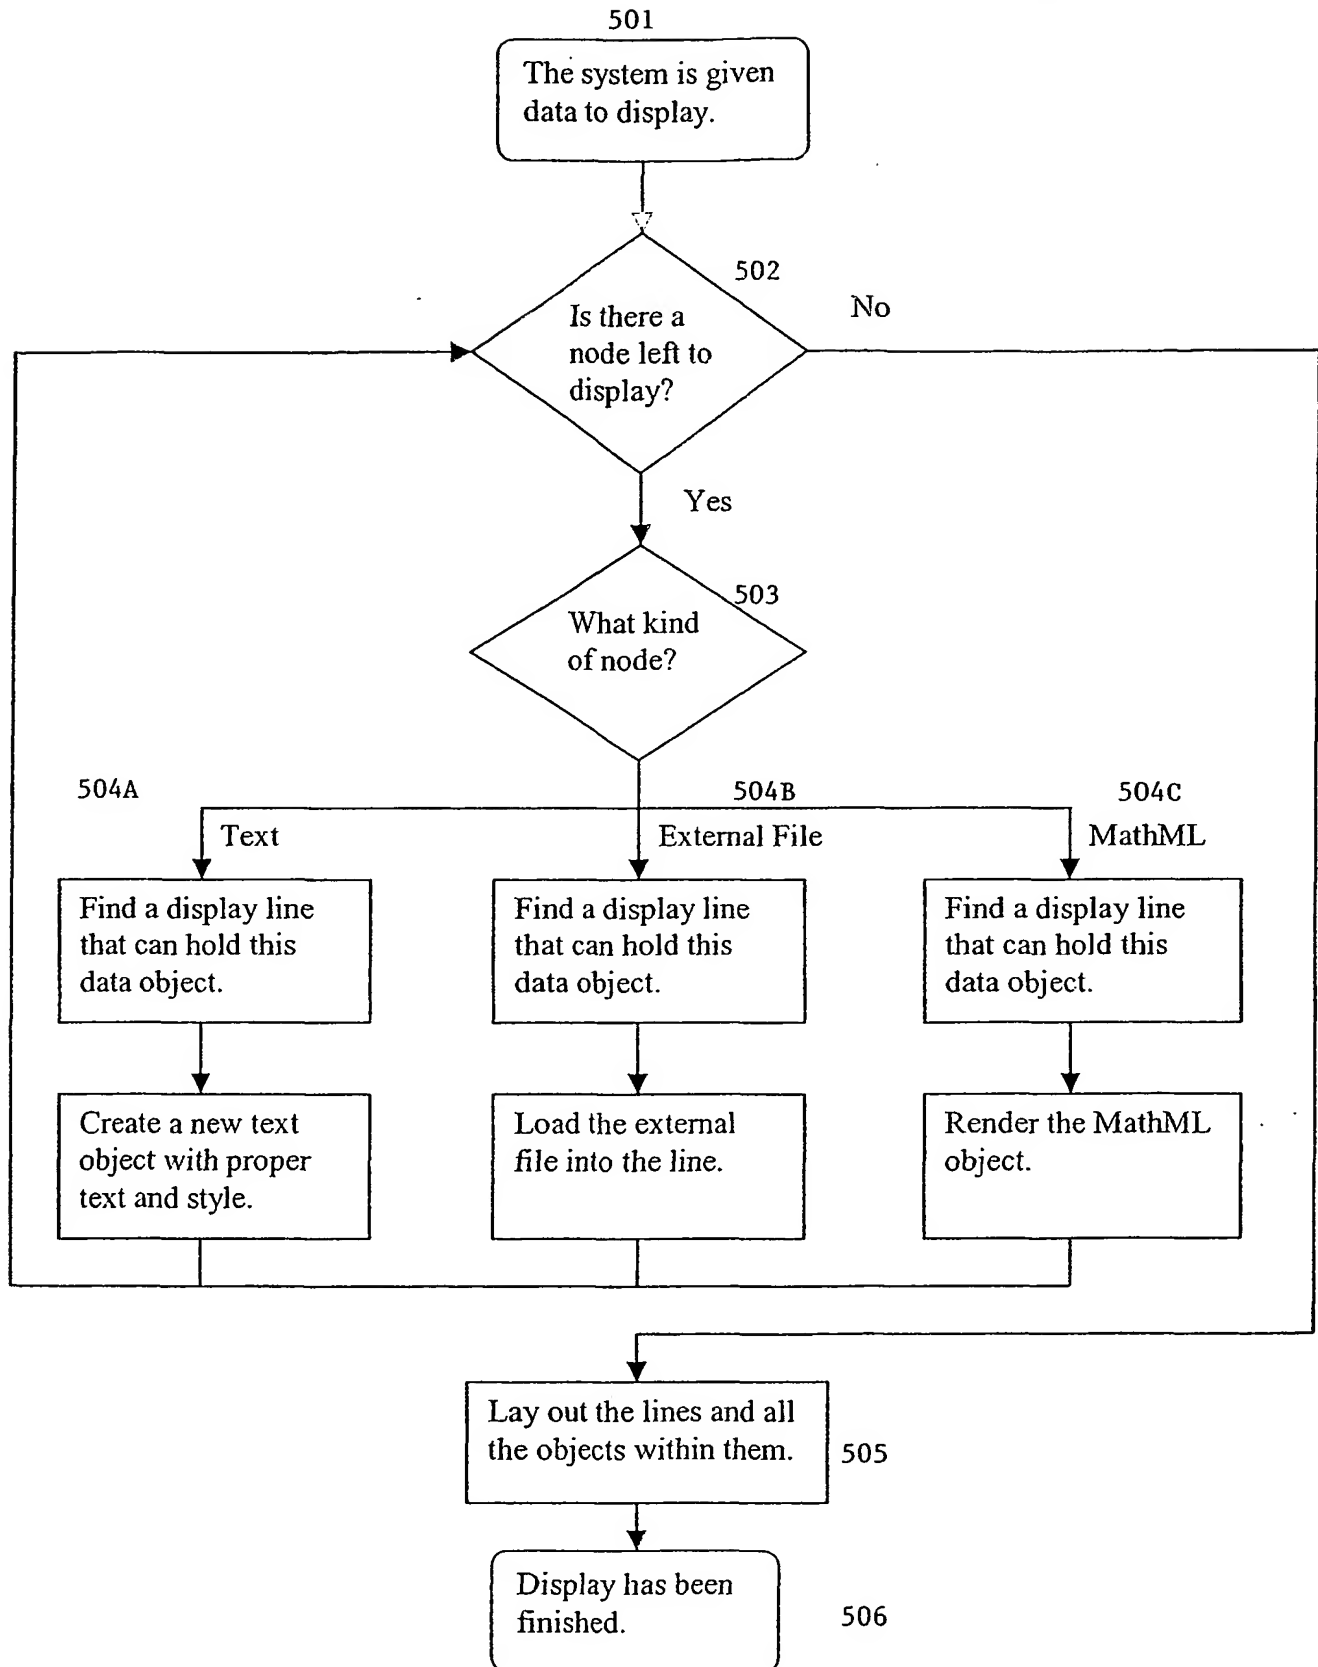 501
The system is given
data to display.
502
No
Is there a
node left to
display?
Yes
503
What kind
of node?
504A
504B
504C
Text
External File
MathML
Find a display line
that can hold this
data object.
Find a display line
that can hold this
data object.
Find a display line
that can hold this
data object.
Create a new text
object with proper
text and style.
Load the external
file into the line.
Render the MathML
object.
Lay out the lines and all
the objects within them.
505
Display has been
finished.
506